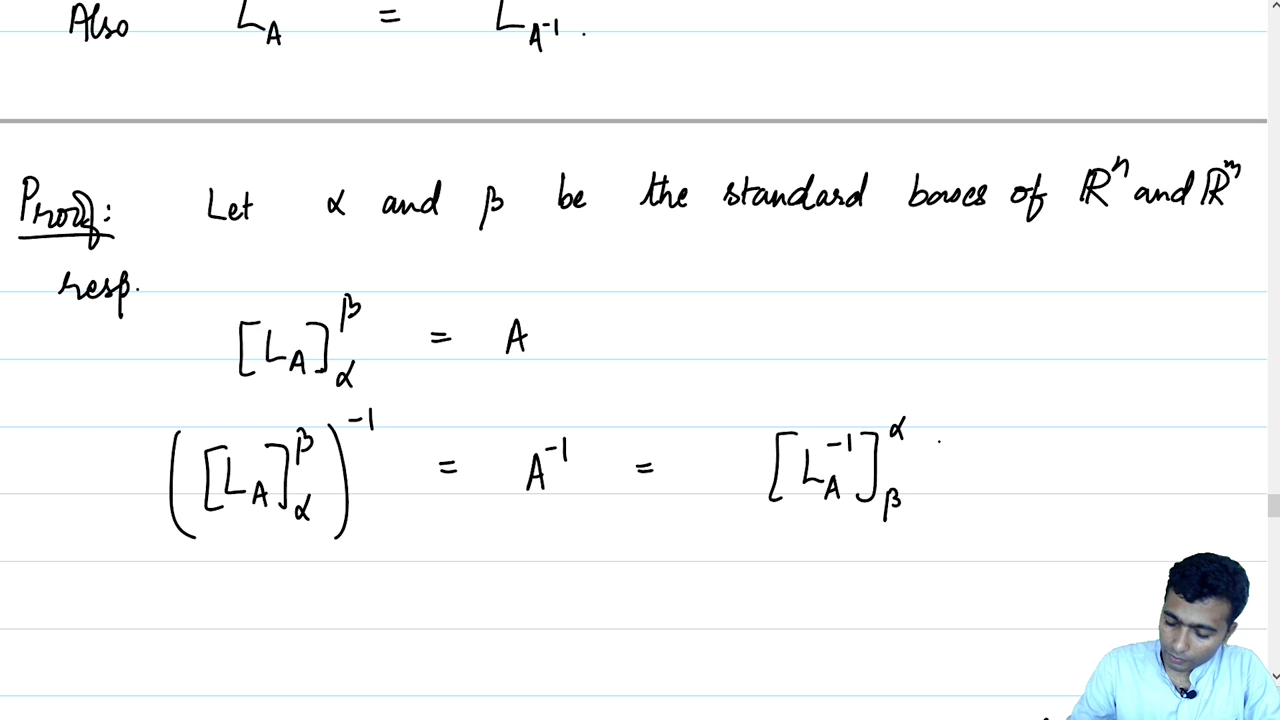 Also L_A = L_{A^{-1}}.
Proof: Let α and β be the standard bases of ℝ^n and ℝ^m
resp.
[L_A]_α^β = A
([L_A]_α^β)^{-1} = A^{-1} = [L_A^{-1}]_β^α.